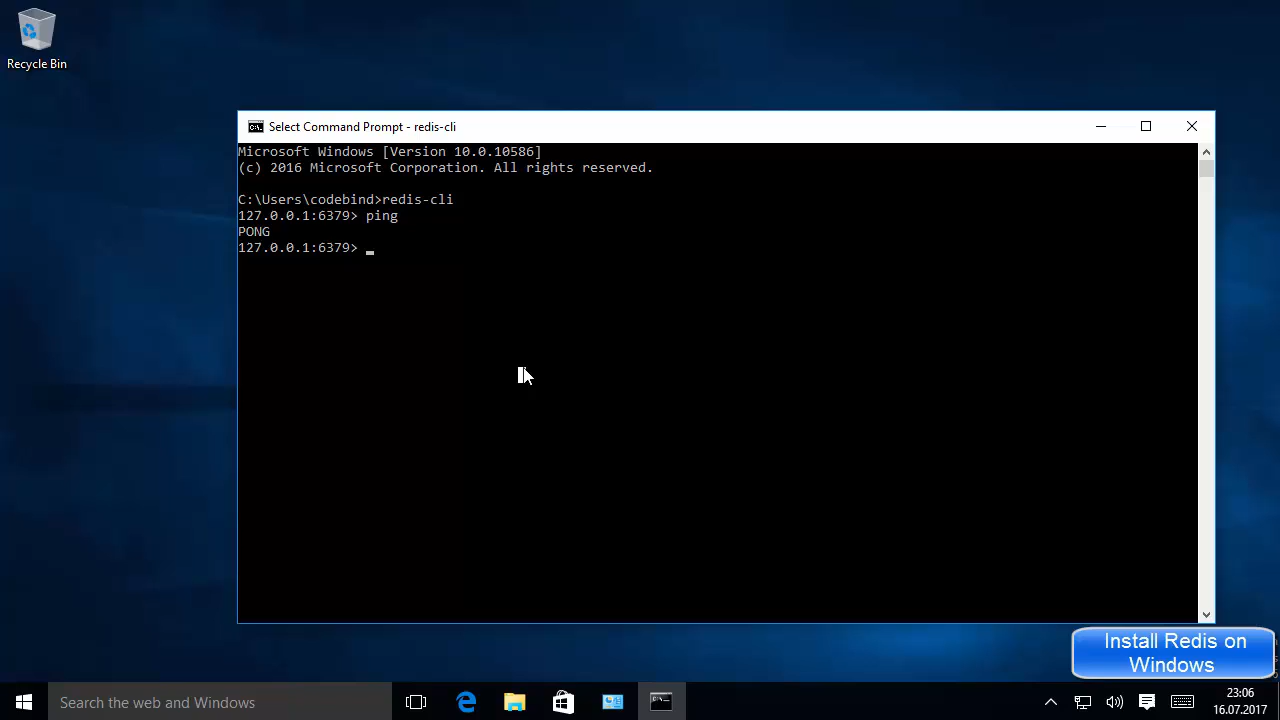 Recycle Bin
Select Command Prompt - redis-cli
Microsoft Windows [Version 10.0.10586]
(c) 2016 Microsoft Corporation. All rights reserved.
C:\Users\codebind>redis-cli
127.0.0.1:6379> ping
PONG
127.0.0.1:6379>
Install Redis on
Windows
Search the web and Windows
23:06
16.07.2017